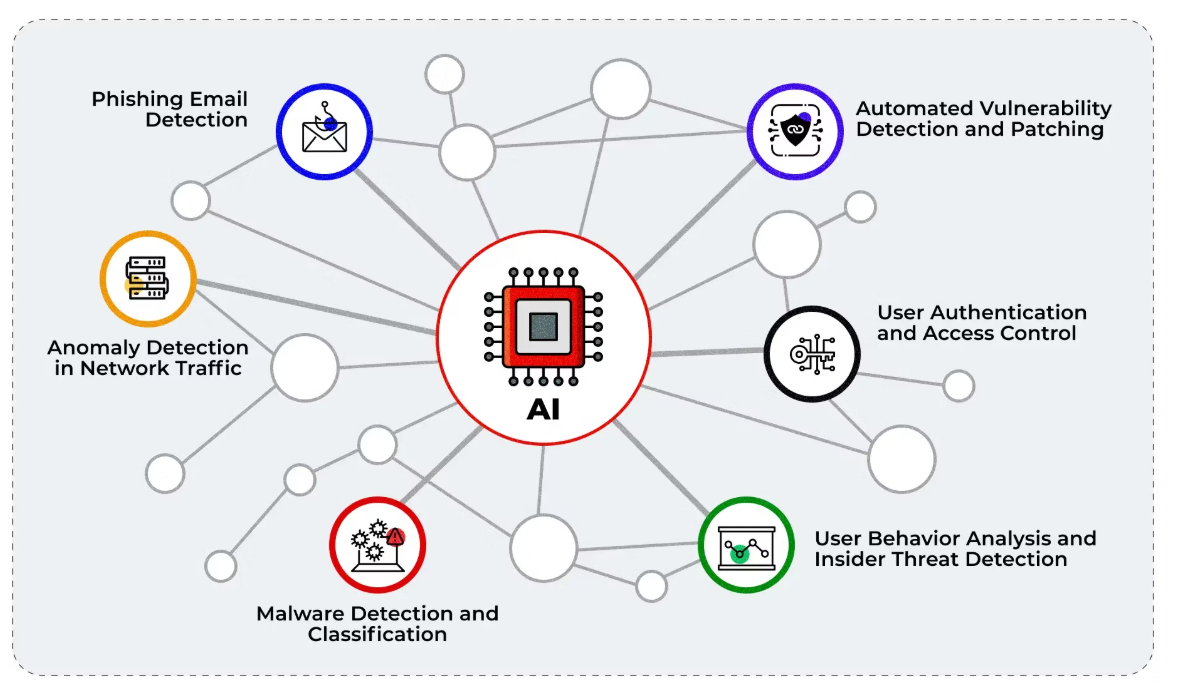 Phishing Email
Detection
Automated Vulnerability
Detection and Patching
Anomaly Detection
in Network Traffic
User Authentication
and Access Control
AI
User Behavior Analysis and
Insider Threat Detection
Malware Detection and
Classification